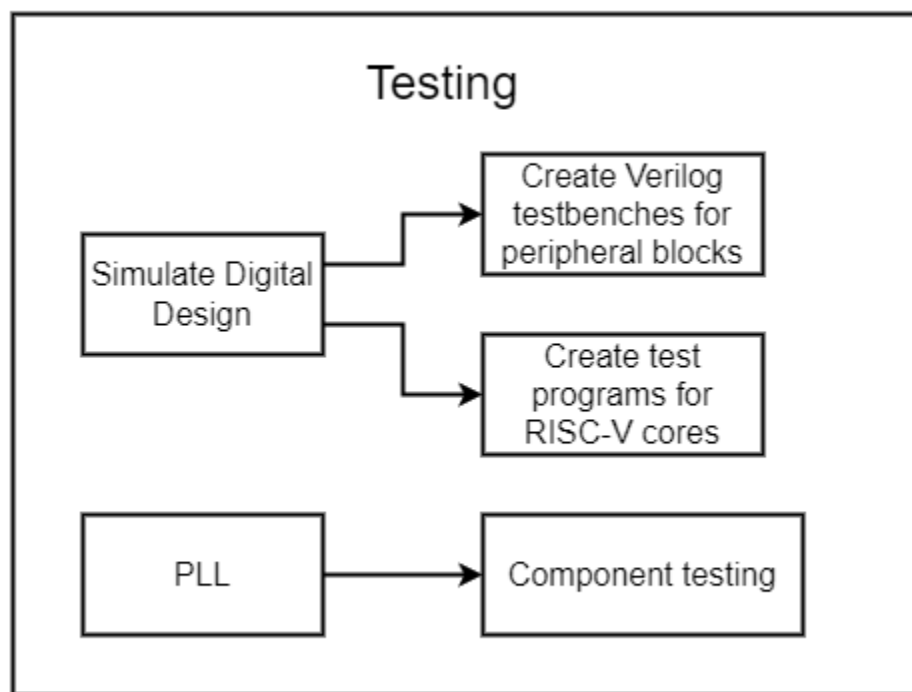 Testing
Create Verilog
testbenches for
peripheral blocks
Simulate Digital
Design
Create test
programs for
RISC-V cores
PLL
Component testing